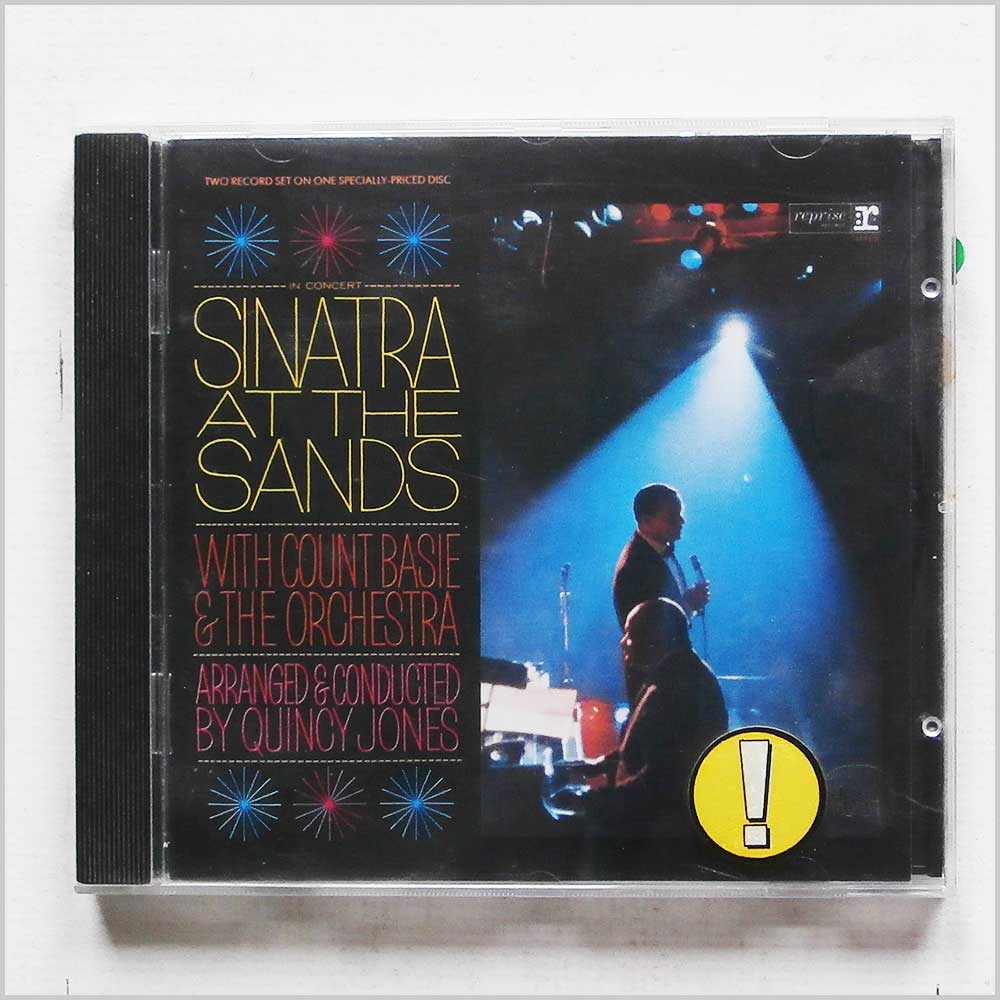 TWO RECORD SET ON ONE SPECIALLY-PRICED DISC
IN CONCERT
SINATRA
AT THE
SANDS
WITH COUNT BASIE
& THE ORCHESTRA
ARRANGED & CONDUCTED
BY QUINCY JONES
reprise r:
!